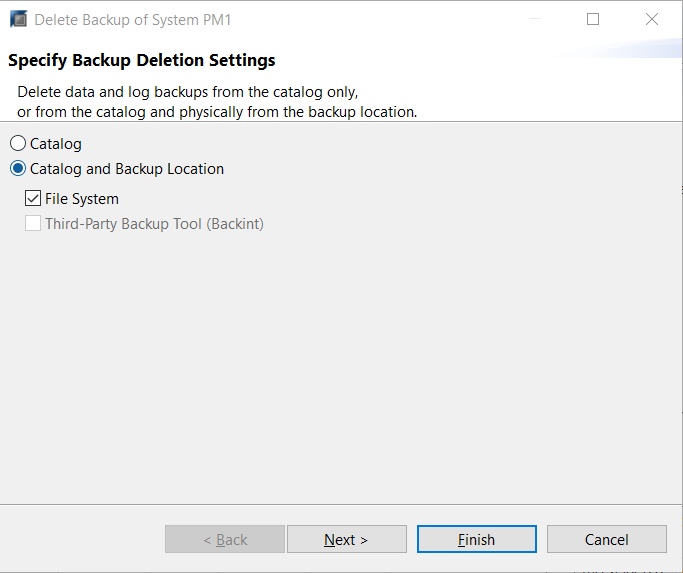 Delete Backup of System PM1
Specify Backup Deletion Settings
Delete data and log backups from the catalog only,
or from the catalog and physically from the backup location.
Catalog
Catalog and Backup Location
File System
Third-Party Backup Tool (Backint)
< Back
Next >
Finish
Cancel